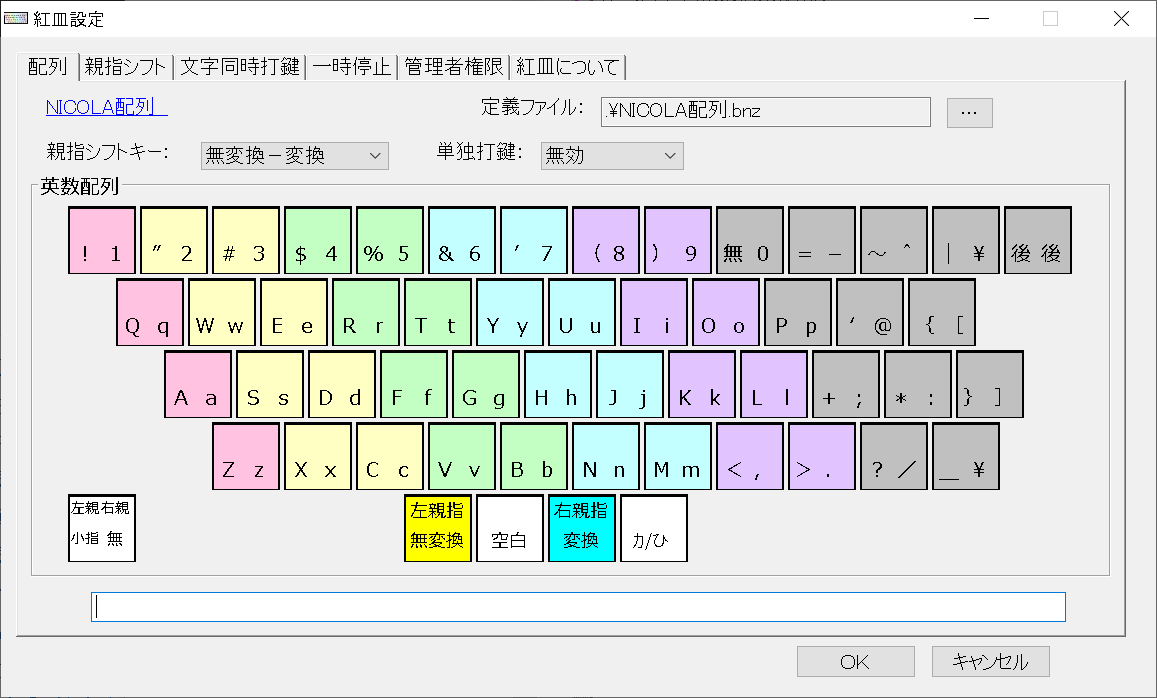 紅皿設定
配列 親指シフト 文字同時打鍵 一時停止 管理者権限 紅皿について
NICOLA配列 定義ファイル: .¥NICOLA配列.bnz ...
親指シフトキー: 無変換－変換 単独打鍵: 無効
英数配列
! 1 ” 2 # 3 $ 4 % 5 & 6 ’ 7 ( 8 ) 9 無 0 = － ～ ＾ ｜ ¥ 後 後
Q q W w E e R r T t Y y U u I i O o P p ‘ @ { [
A a S s D d F f G g H h J j K k L l + ; * : } ]
Z z X x C c V v B b N n M m < , > . ? ／ ＿ ¥
左親右親 左親指 右親指
小指 無 無変換 空白 変換 カ/ひ
OK キャンセル